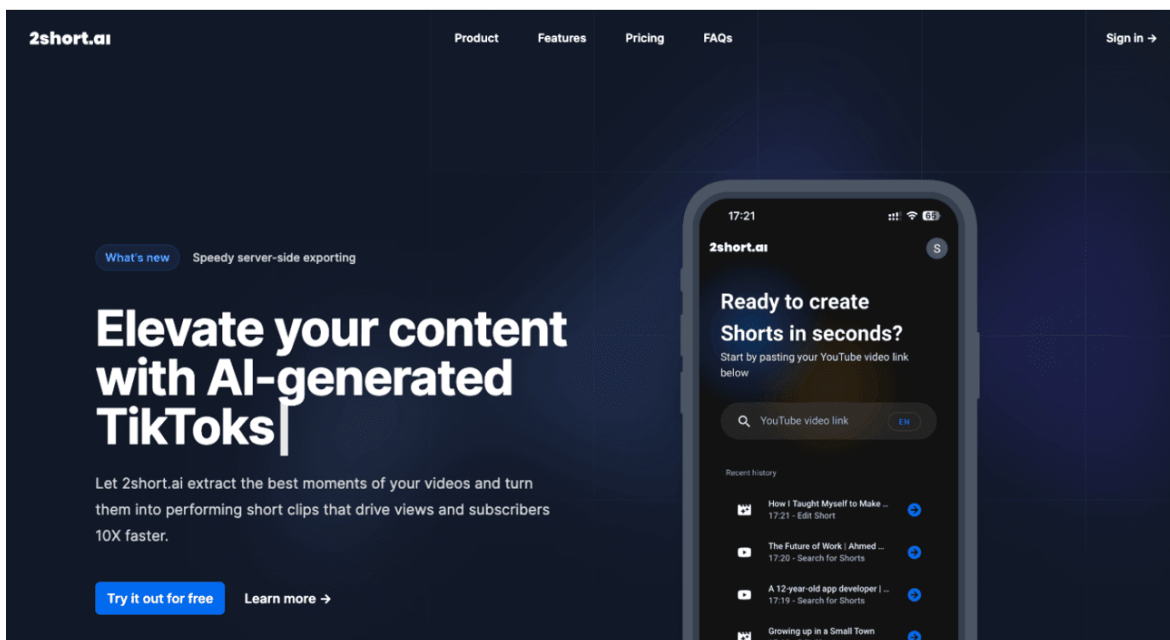 2short.aı
Product
Features
Pricing
FAQs
Sign in →
What's new
Speedy server-side exporting
Elevate your content
with AI-generated
TikToks
Let 2short.ai extract the best moments of your videos and turn
them into performing short clips that drive views and subscribers
10X faster.
Try it out for free
Learn more →
17:21
65
2short.aı
S
Ready to create
Shorts in seconds?
Start by pasting your YouTube video link
below
YouTube video link
EN
Recent history
How I Taught Myself to Make ...
17:21 - Edit Short
The Future of Work | Ahmed ...
17:20 - Search for Shorts
A 12-year-old app developer | ...
17:19 - Search for Shorts
Growing up in a Small Town